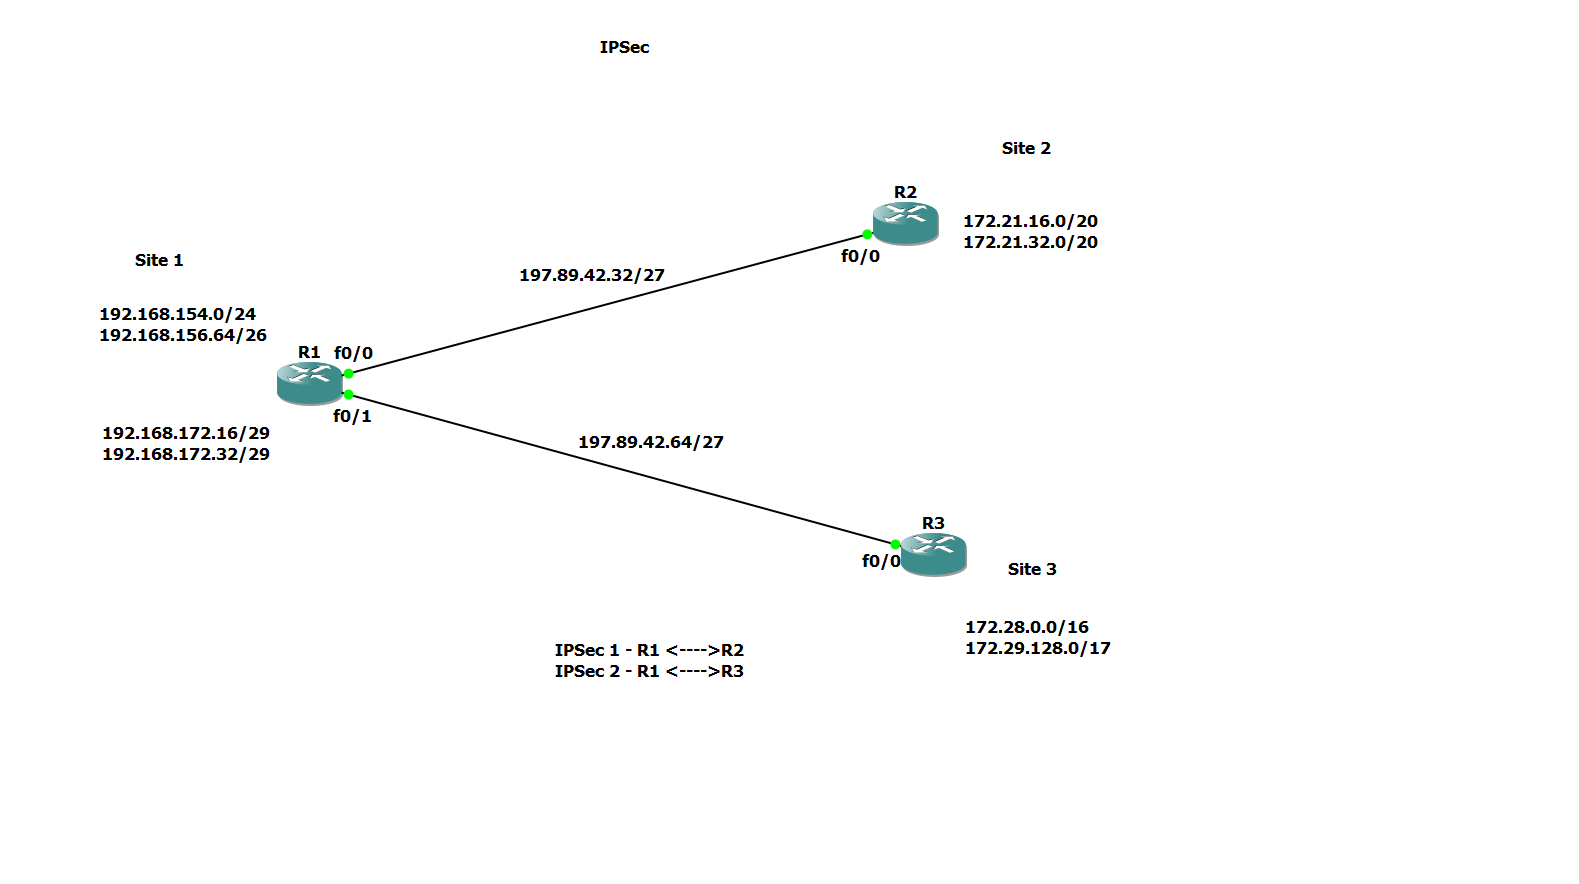 IPSec
Site 2
R2
172.21.16.0/20
172.21.32.0/20
f0/0
197.89.42.32/27
Site 1
192.168.154.0/24
192.168.156.64/26
R1
f0/0
f0/1
192.168.172.16/29
192.168.172.32/29
197.89.42.64/27
R3
f0/0
Site 3
172.28.0.0/16
172.29.128.0/17
IPSec 1 - R1 <---->R2
IPSec 2 - R1 <---->R3